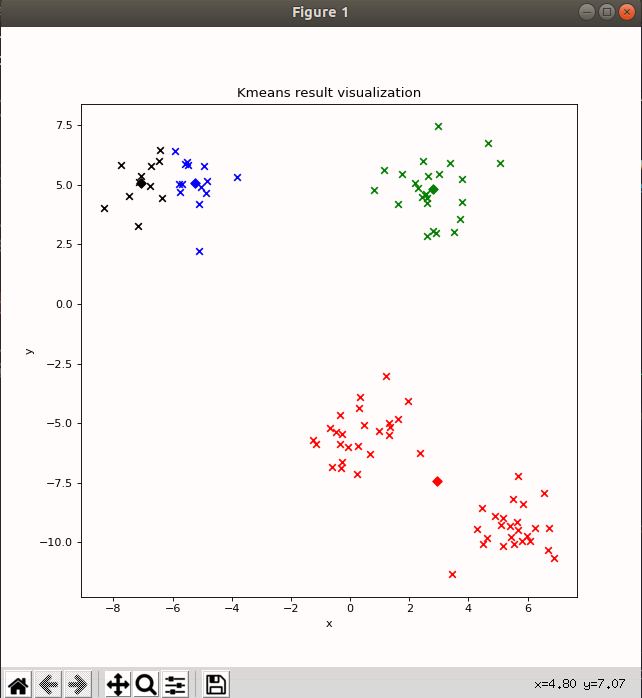 Figure 1
Kmeans result visualization
7.5
5.0
2.5
0.0
−2.5
−5.0
−7.5
−10.0
y
−8 −6 −4 −2 0 2 4 6
x
x=4.80 y=7.07